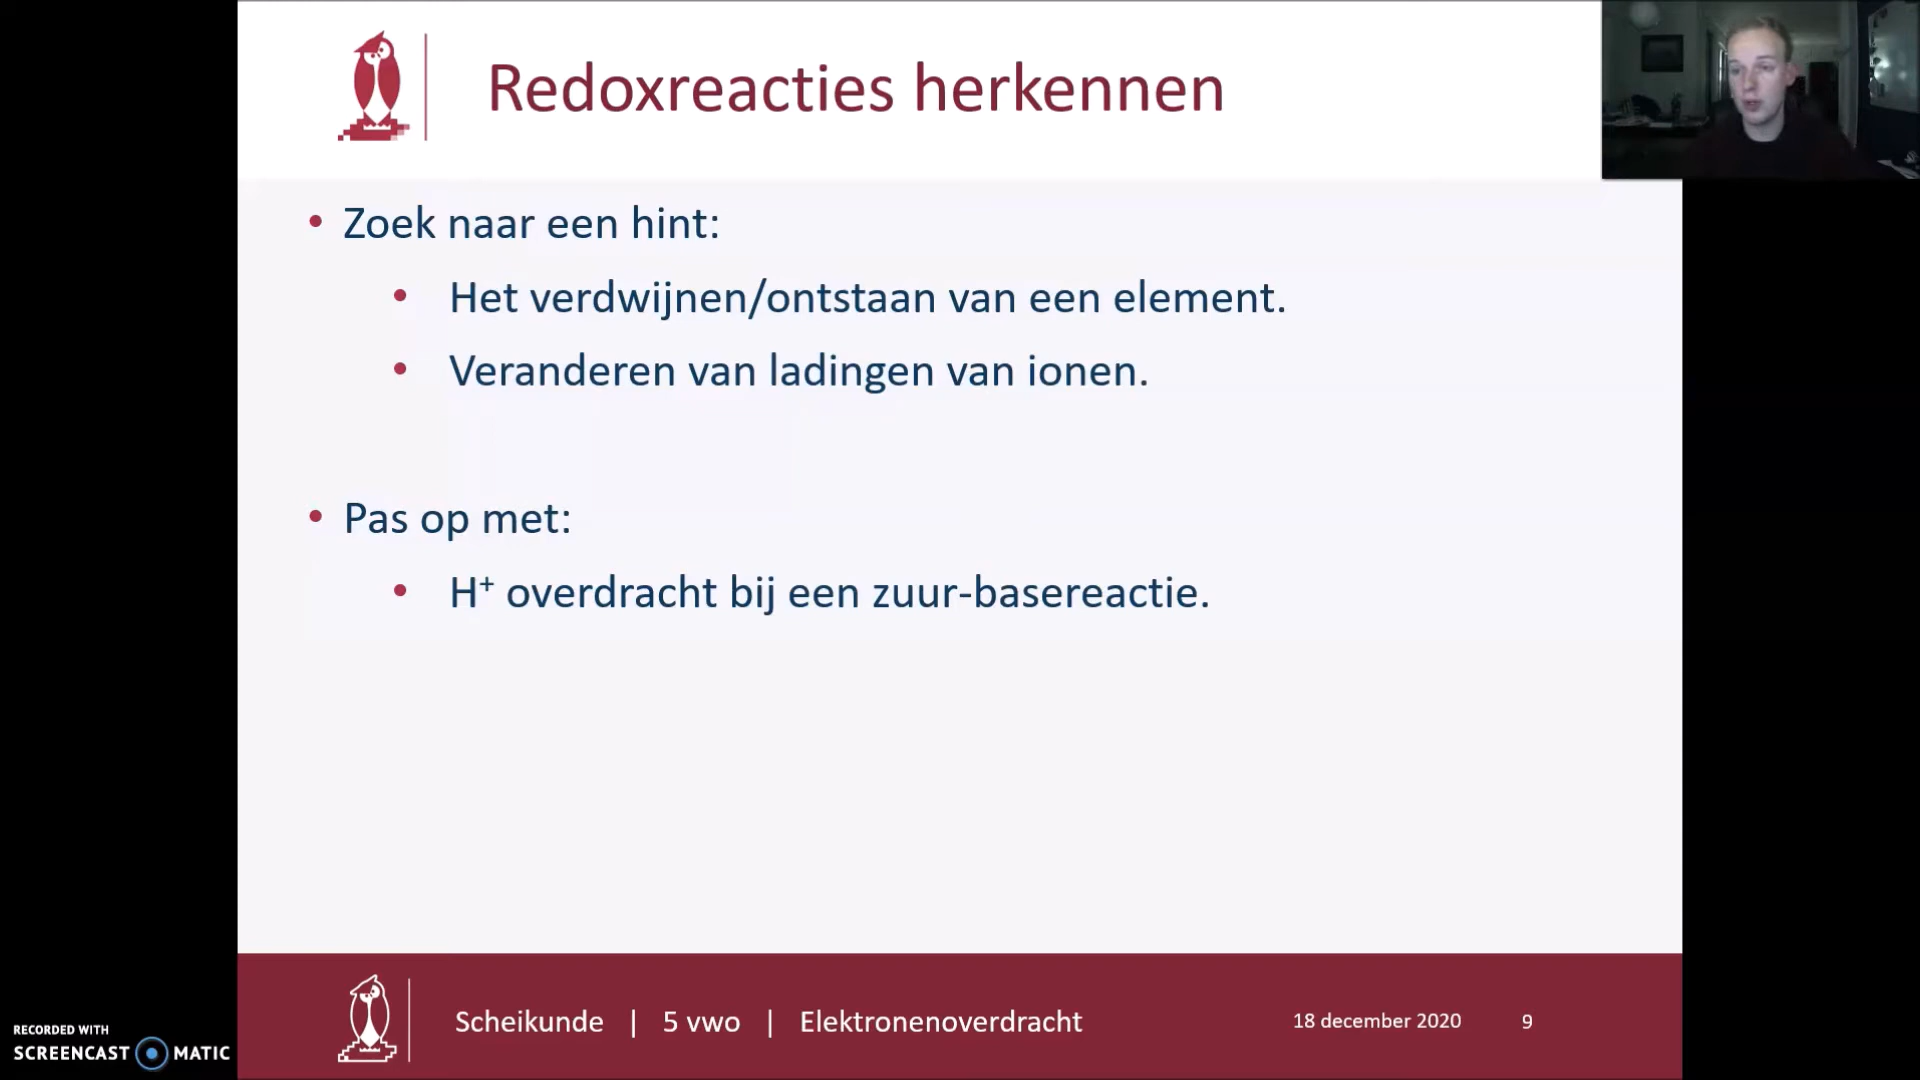 Redoxreacties herkennen
• Zoek naar een hint:
• Het verdwijnen/ontstaan van een element.
• Veranderen van ladingen van ionen.
• Pas op met:
• H⁺ overdracht bij een zuur-basereactie.
Scheikunde | 5 vwo | Elektronenoverdracht
18 december 2020 9
RECORDED WITH
SCREENCAST MATIC